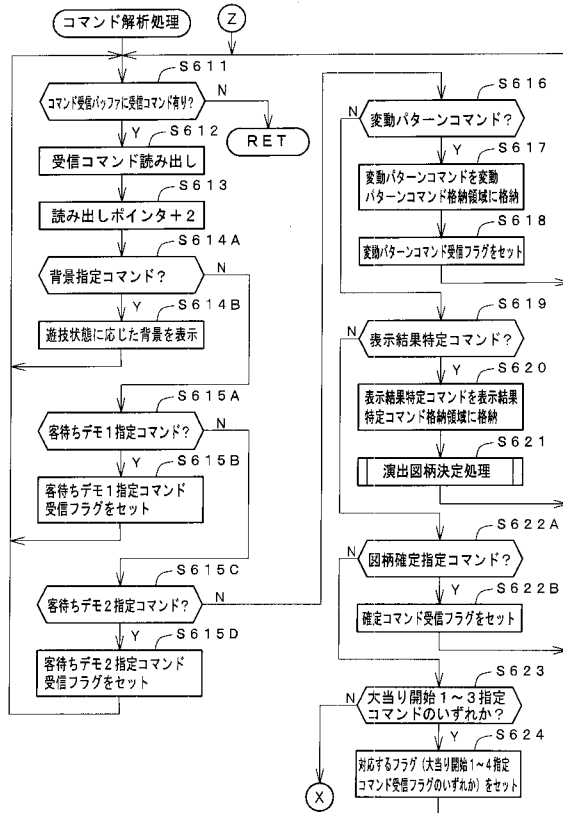 コマンド解析処理
Z
S611
コマンド受信バッファに受信コマンド有り?
N
RET
Y
S612
受信コマンド読み出し
S613
読み出しポインタ+2
S614A
背景指定コマンド?
N
Y
S614B
遊技状態に応じた背景を表示
S615A
客待ちデモ1指定コマンド?
N
Y
S615B
客待ちデモ1指定コマンド
受信フラグをセット
S615C
客待ちデモ2指定コマンド?
N
Y
S615D
客待ちデモ2指定コマンド
受信フラグをセット
S616
N
変動パターンコマンド?
Y
S617
変動パターンコマンドを変動
パターンコマンド格納領域に格納
S618
変動パターンコマンド受信フラグをセット
S619
N
表示結果特定コマンド?
Y
S620
表示結果特定コマンドを表示結果
特定コマンド格納領域に格納
S621
演出図柄決定処理
S622A
N
図柄確定指定コマンド?
Y
S622B
確定コマンド受信フラグをセット
S623
N
大当り開始1~3指定
コマンドのいずれか?
Y
S624
対応するフラグ(大当り開始1~4指定
コマンド受信フラグのいずれか)をセット
X